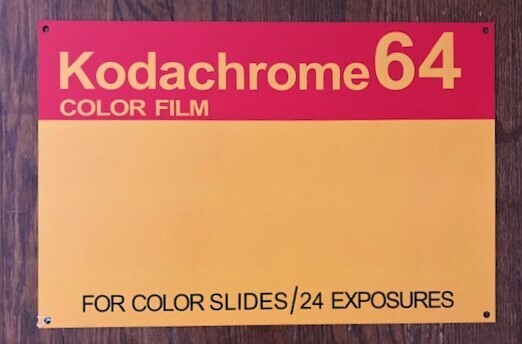 Kodachrome 64
COLOR FILM
FOR COLOR SLIDES/24 EXPOSURES